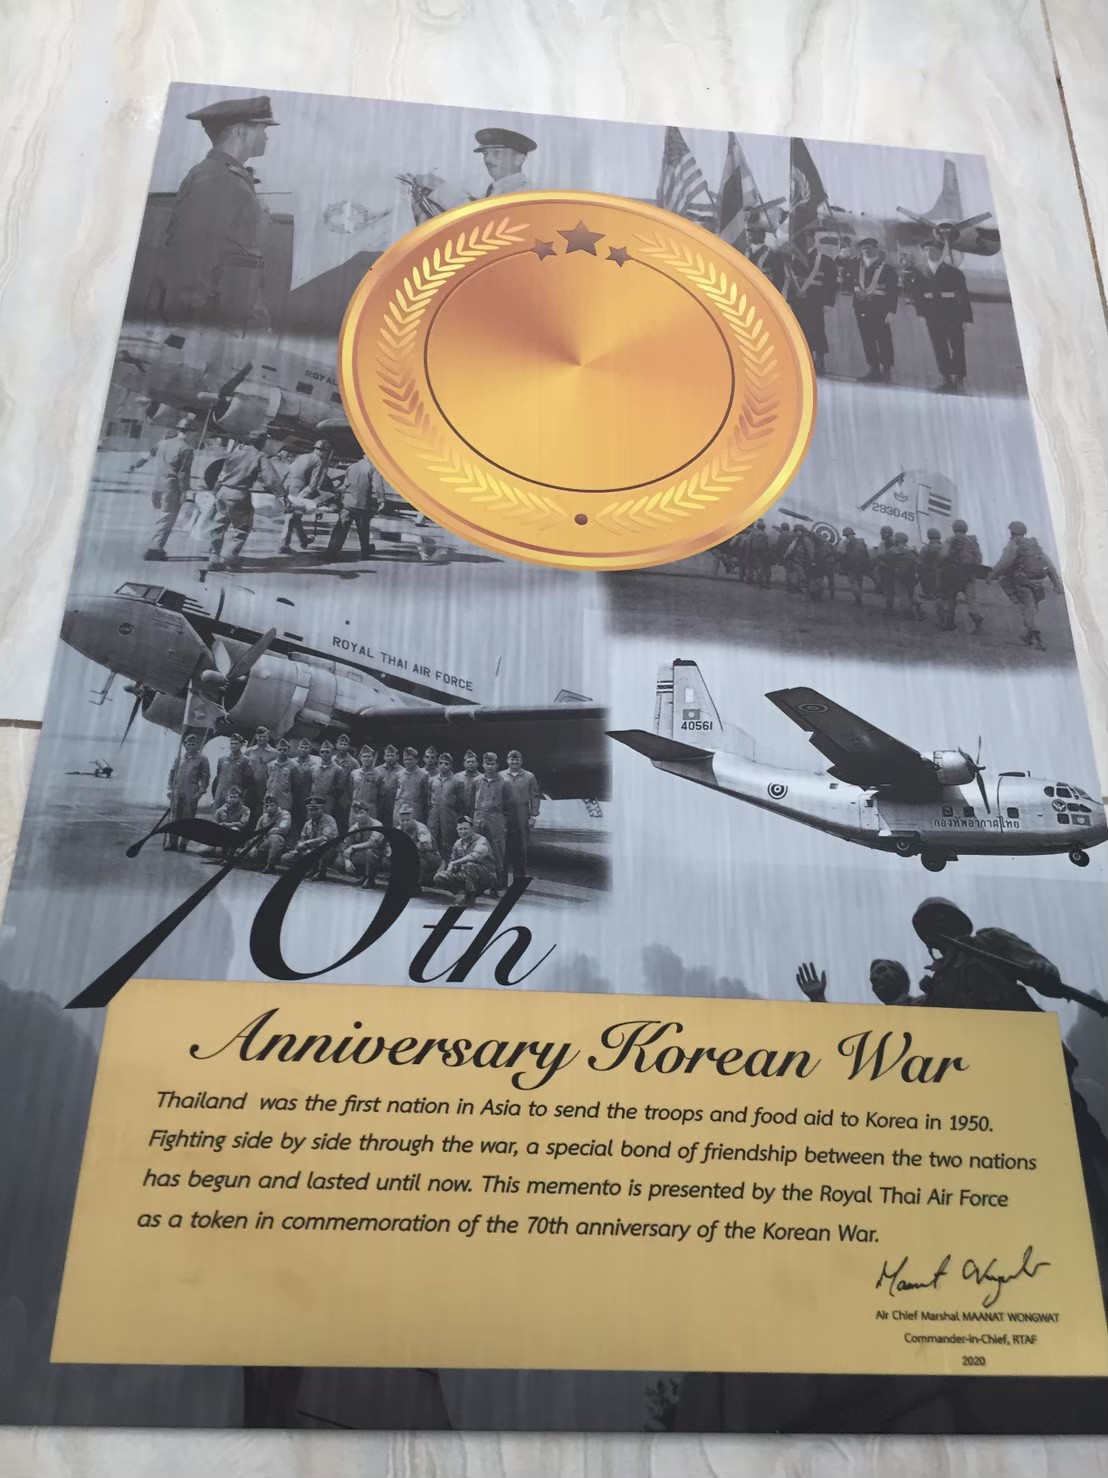 ROYAL
293045
ROYAL THAI AIR FORCE
40561
กองทัพอากาศไทย
70th
Anniversary Korean War
Thailand was the first nation in Asia to send the troops and food aid to Korea in 1950.
Fighting side by side through the war, a special bond of friendship between the two nations
has begun and lasted until now. This memento is presented by the Royal Thai Air Force
as a token in commemoration of the 70th anniversary of the Korean War.
Air Chief Marshal MAANAT WONGWAT
Commander-in-Chief, RTAF
2020